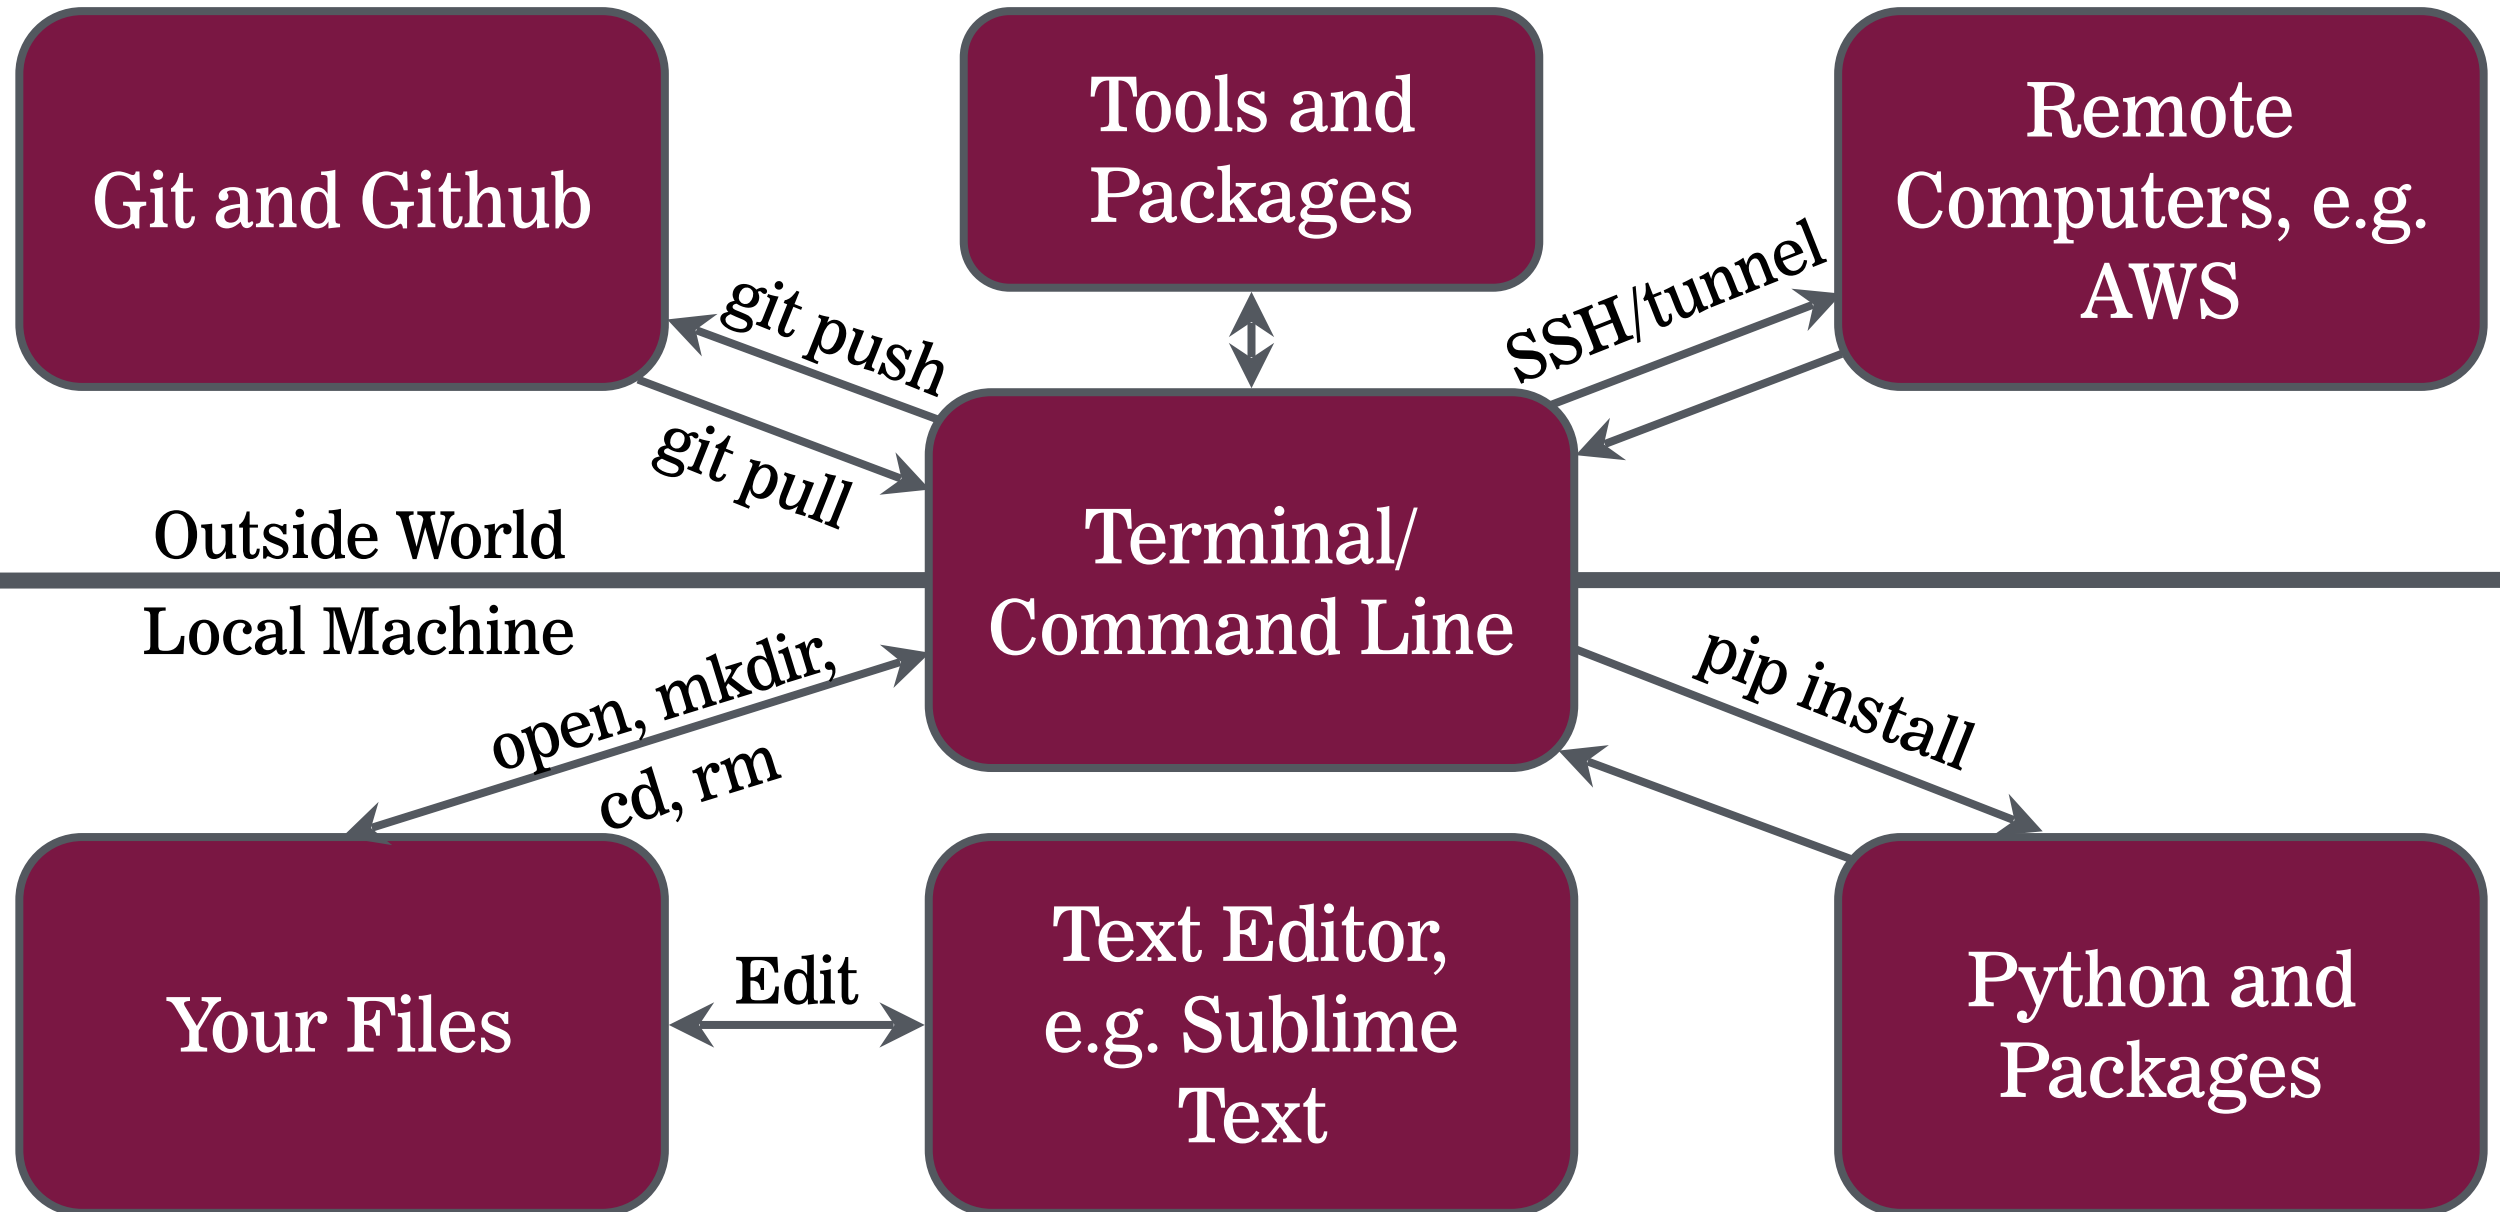 Git and Github
Tools and
Packages
Remote
Computers, e.g.
AWS
git push
git pull
SSH/tunnel
Outside World
Local Machine
Terminal/
Command Line
open, mkdir,
cd, rm
pip install
Your Files
Edit
Text Editor,
e.g. Sublime
Text
Python and
Packages